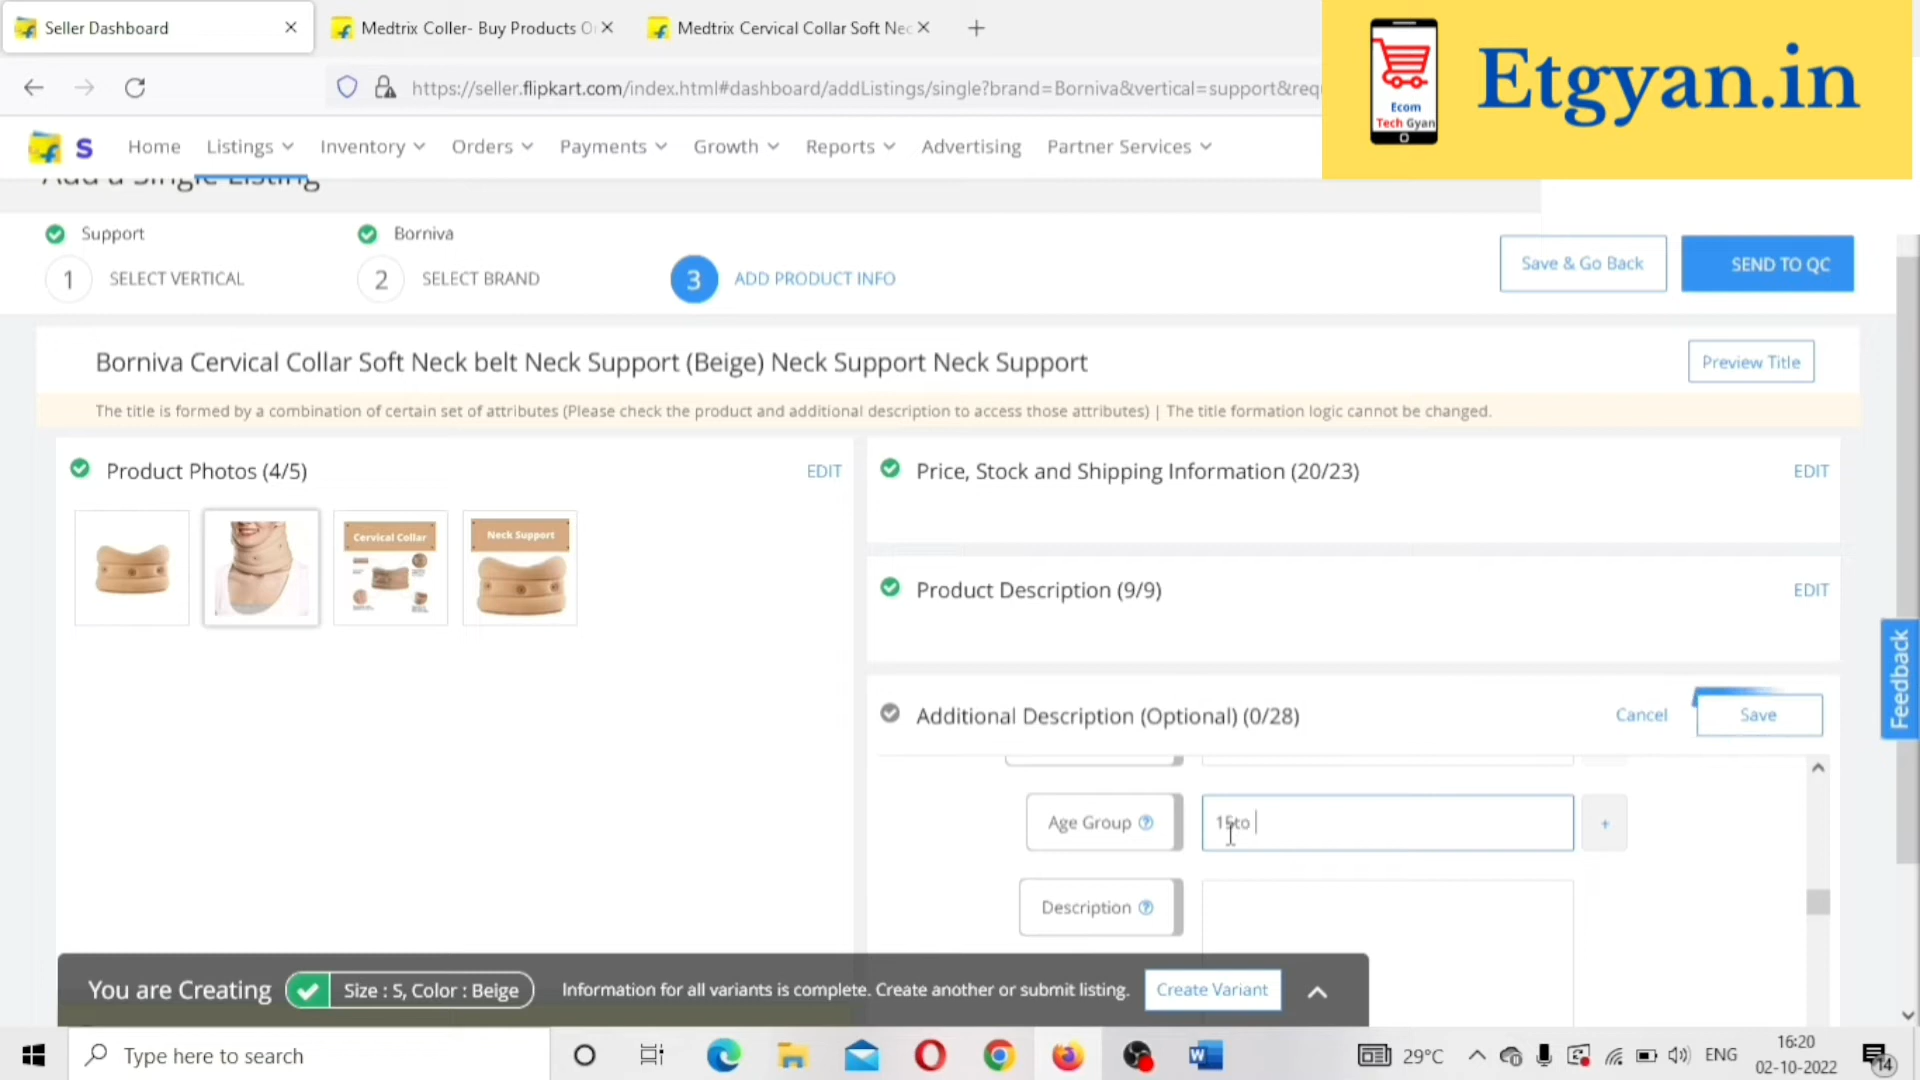 Seller Dashboard
Medtrix Coller- Buy Products O
Medtrix Cervical Collar Soft Nec
https://seller.flipkart.com/index.html#dashboard/addListings/single?brand=Borniva&vertical=support&req
Ecom
Tech Gyan
Etgyan.in
S Home Listings Inventory Orders Payments Growth Reports Advertising Partner Services
Add a Single Listing
Support
Borniva
1 SELECT VERTICAL
2 SELECT BRAND
3 ADD PRODUCT INFO
Save & Go Back
SEND TO QC
Borniva Cervical Collar Soft Neck belt Neck Support (Beige) Neck Support Neck Support
Preview Title
The title is formed by a combination of certain set of attributes (Please check the product and additional description to access those attributes) | The title formation logic cannot be changed.
Product Photos (4/5)
EDIT
Cervical Collar
Neck Support
Price, Stock and Shipping Information (20/23)
EDIT
Product Description (9/9)
EDIT
Additional Description (Optional) (0/28)
Cancel
Save
Age Group ?
15to
+
Description ?
Feedback
You are Creating
Size : S, Color : Beige
Information for all variants is complete. Create another or submit listing.
Create Variant
Type here to search
29°C
ENG
16:20
02-10-2022
14